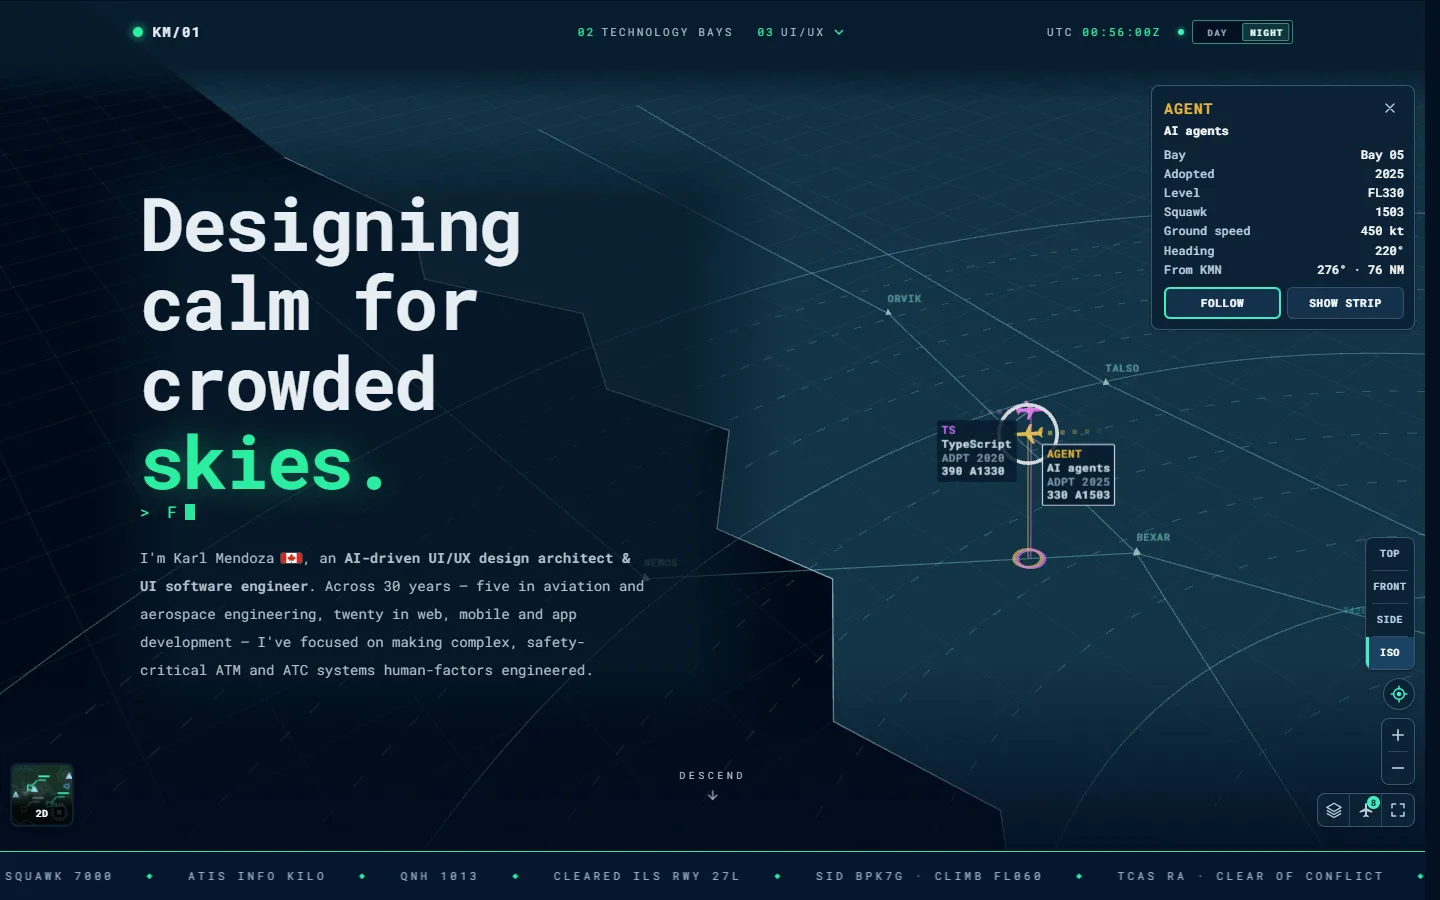 KM/01
02 TECHNOLOGY BAYS 03 UI/UX
UTC 00:56:00Z
DAY NIGHT
AGENT
AI agents
Bay Bay 05
Adopted 2025
Level FL330
Squawk 1503
Ground speed 450 kt
Heading 220°
From KMN 276° · 76 NM
FOLLOW SHOW STRIP
Designing
calm for
crowded
skies.
> F
I'm Karl Mendoza 🇨🇦, an AI-driven UI/UX design architect &
UI software engineer. Across 30 years — five in aviation and
aerospace engineering, twenty in web, mobile and app
development — I've focused on making complex, safety-
critical ATM and ATC systems human-factors engineered.
ORVIK
TALSO
TS
TypeScript
ADPT 2020
390 A1330
AGENT
AI agents
ADPT 2025
330 A1503
BEXAR
NEMOS
TOP
FRONT
SIDE
ISO
8
2D
DESCEND
SQUAWK 7000 ◆ ATIS INFO KILO ◆ QNH 1013 ◆ CLEARED ILS RWY 27L ◆ SID BPK7G · CLIMB FL060 ◆ TCAS RA · CLEAR OF CONFLICT ◆